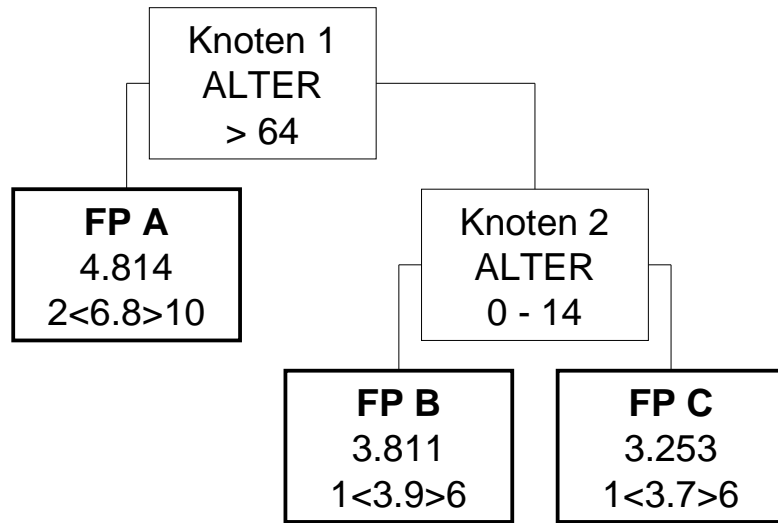 Knoten 1
ALTER
> 64
FP A
4.814
2<6.8>10
Knoten 2
ALTER
0 - 14
FP B
3.811
1<3.9>6
FP C
3.253
1<3.7>6